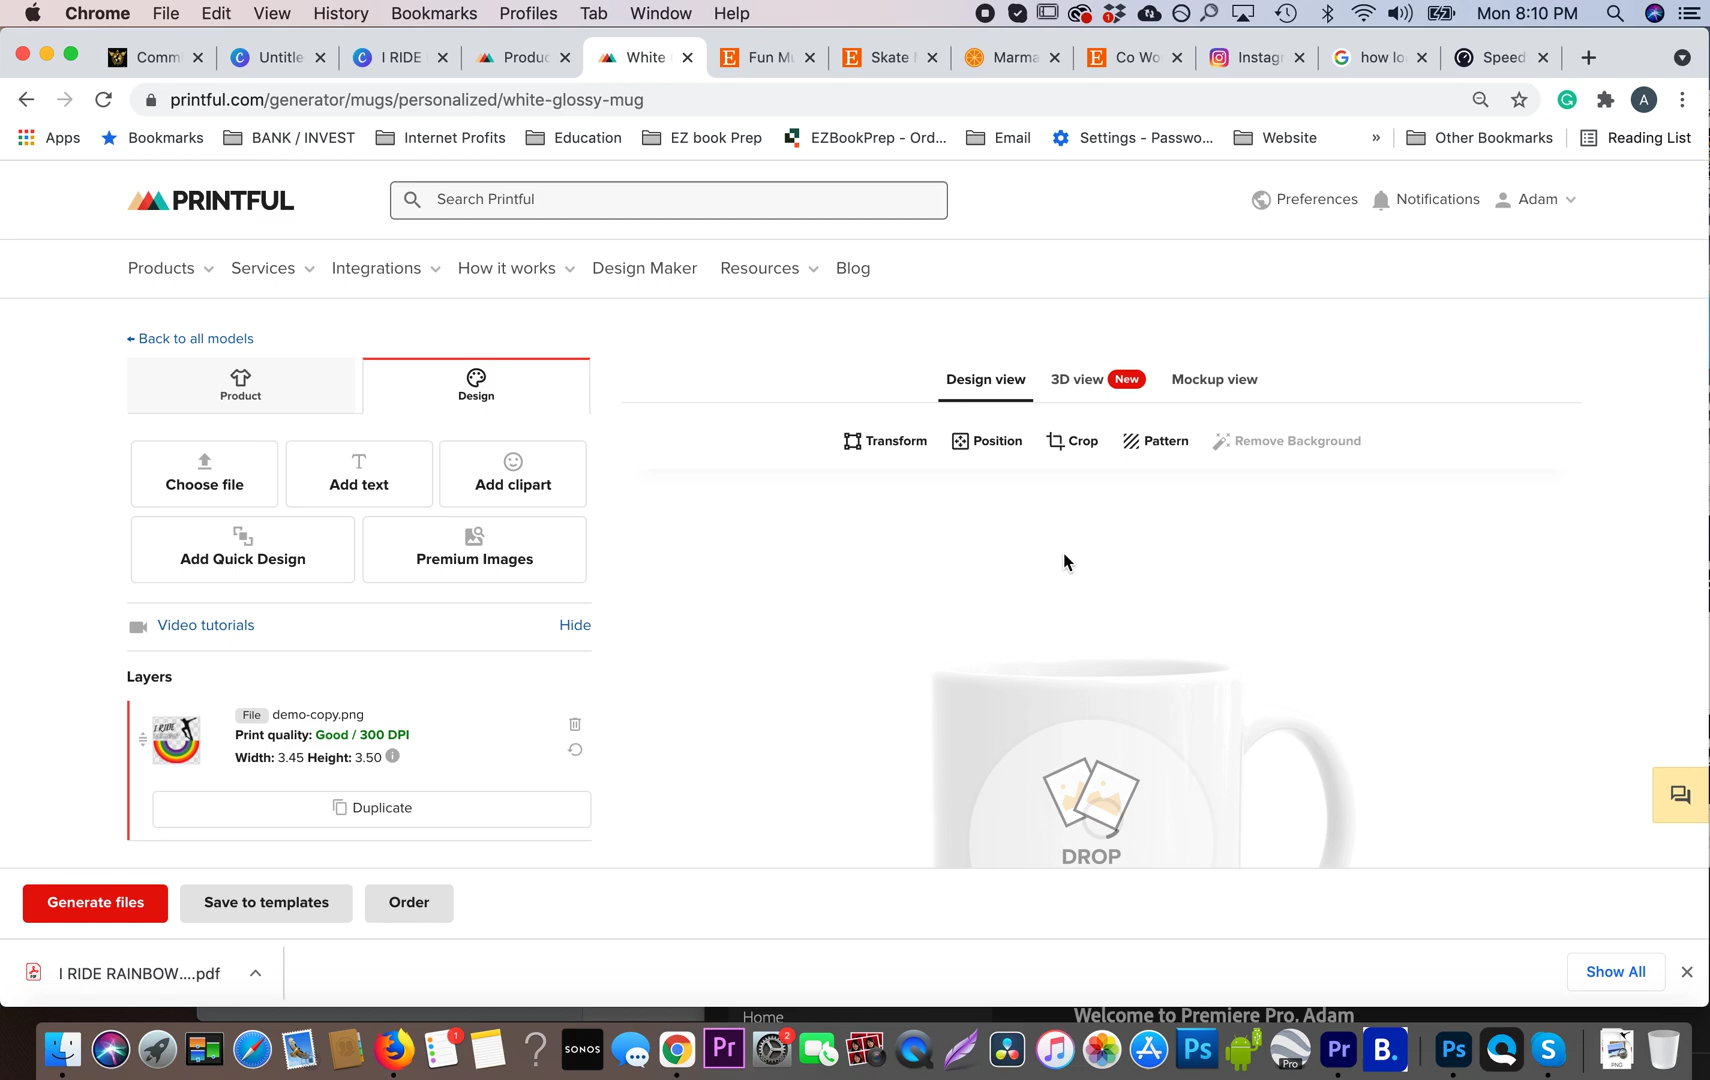 Chrome File Edit View History Bookmarks Profiles Tab Window Help Mon 8:10 PM
Comm Untitle I RIDE Produc White Fun Mu Skate Marma Co Wo Instagr how lo Speed
printful.com/generator/mugs/personalized/white-glossy-mug A
Apps Bookmarks BANK / INVEST Internet Profits Education EZ book Prep EZBookPrep - Ord... Email Settings - Passwo... Website » Other Bookmarks Reading List
PRINTFUL Search Printful Preferences Notifications Adam
Products Services Integrations How it works Design Maker Resources Blog
Back to all models
Product Design
Design view 3D view New Mockup view
Transform Position Crop Pattern Remove Background
Choose file Add text Add clipart
Add Quick Design Premium Images
Video tutorials Hide
Layers
File demo-copy.png
Print quality: Good / 300 DPI
Width: 3.45 Height: 3.50
I RIDE
Duplicate
DROP
Generate files Save to templates Order
I RIDE RAINBOW....pdf Show All
Home Welcome to Premiere Pro, Adam
SONOS Pr Ps Pro Pr B. Ps